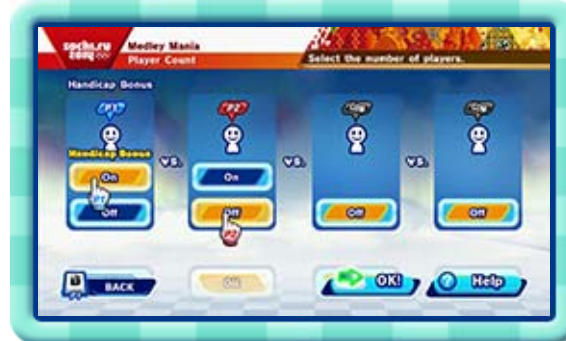 sochi.ru
2014
Medley Mania
Player Count
Select the number of players.
Handicap Bonus
P1
P2
Handicap Bonus
vs.
vs.
vs.
On
On
Off
Off
Off
Off
P1
P2
BACK
OK!
Help